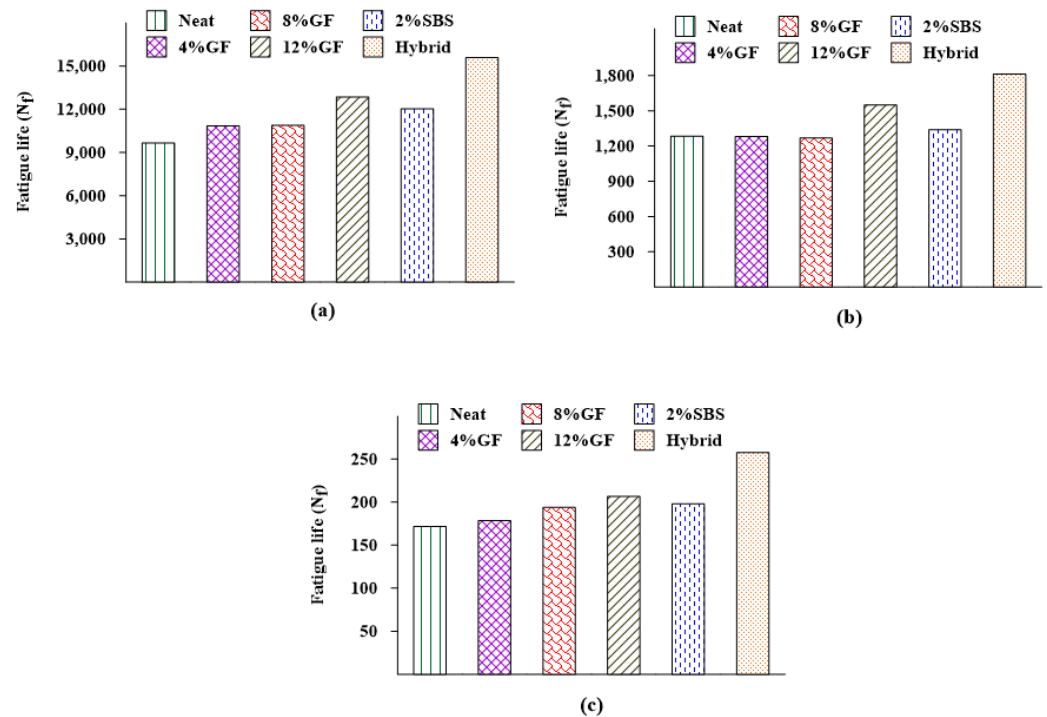 Neat 8%GF 2%SBS
4%GF 12%GF Hybrid
Fatigue life (Nf)
15,000
12,000
9,000
6,000
3,000
(a)
Neat 8%GF 2%SBS
4%GF 12%GF Hybrid
Fatigue life (Nf)
1,800
1,500
1,200
900
600
300
(b)
Neat 8%GF 2%SBS
4%GF 12%GF Hybrid
Fatigue life (Nf)
250
200
150
100
50
(c)